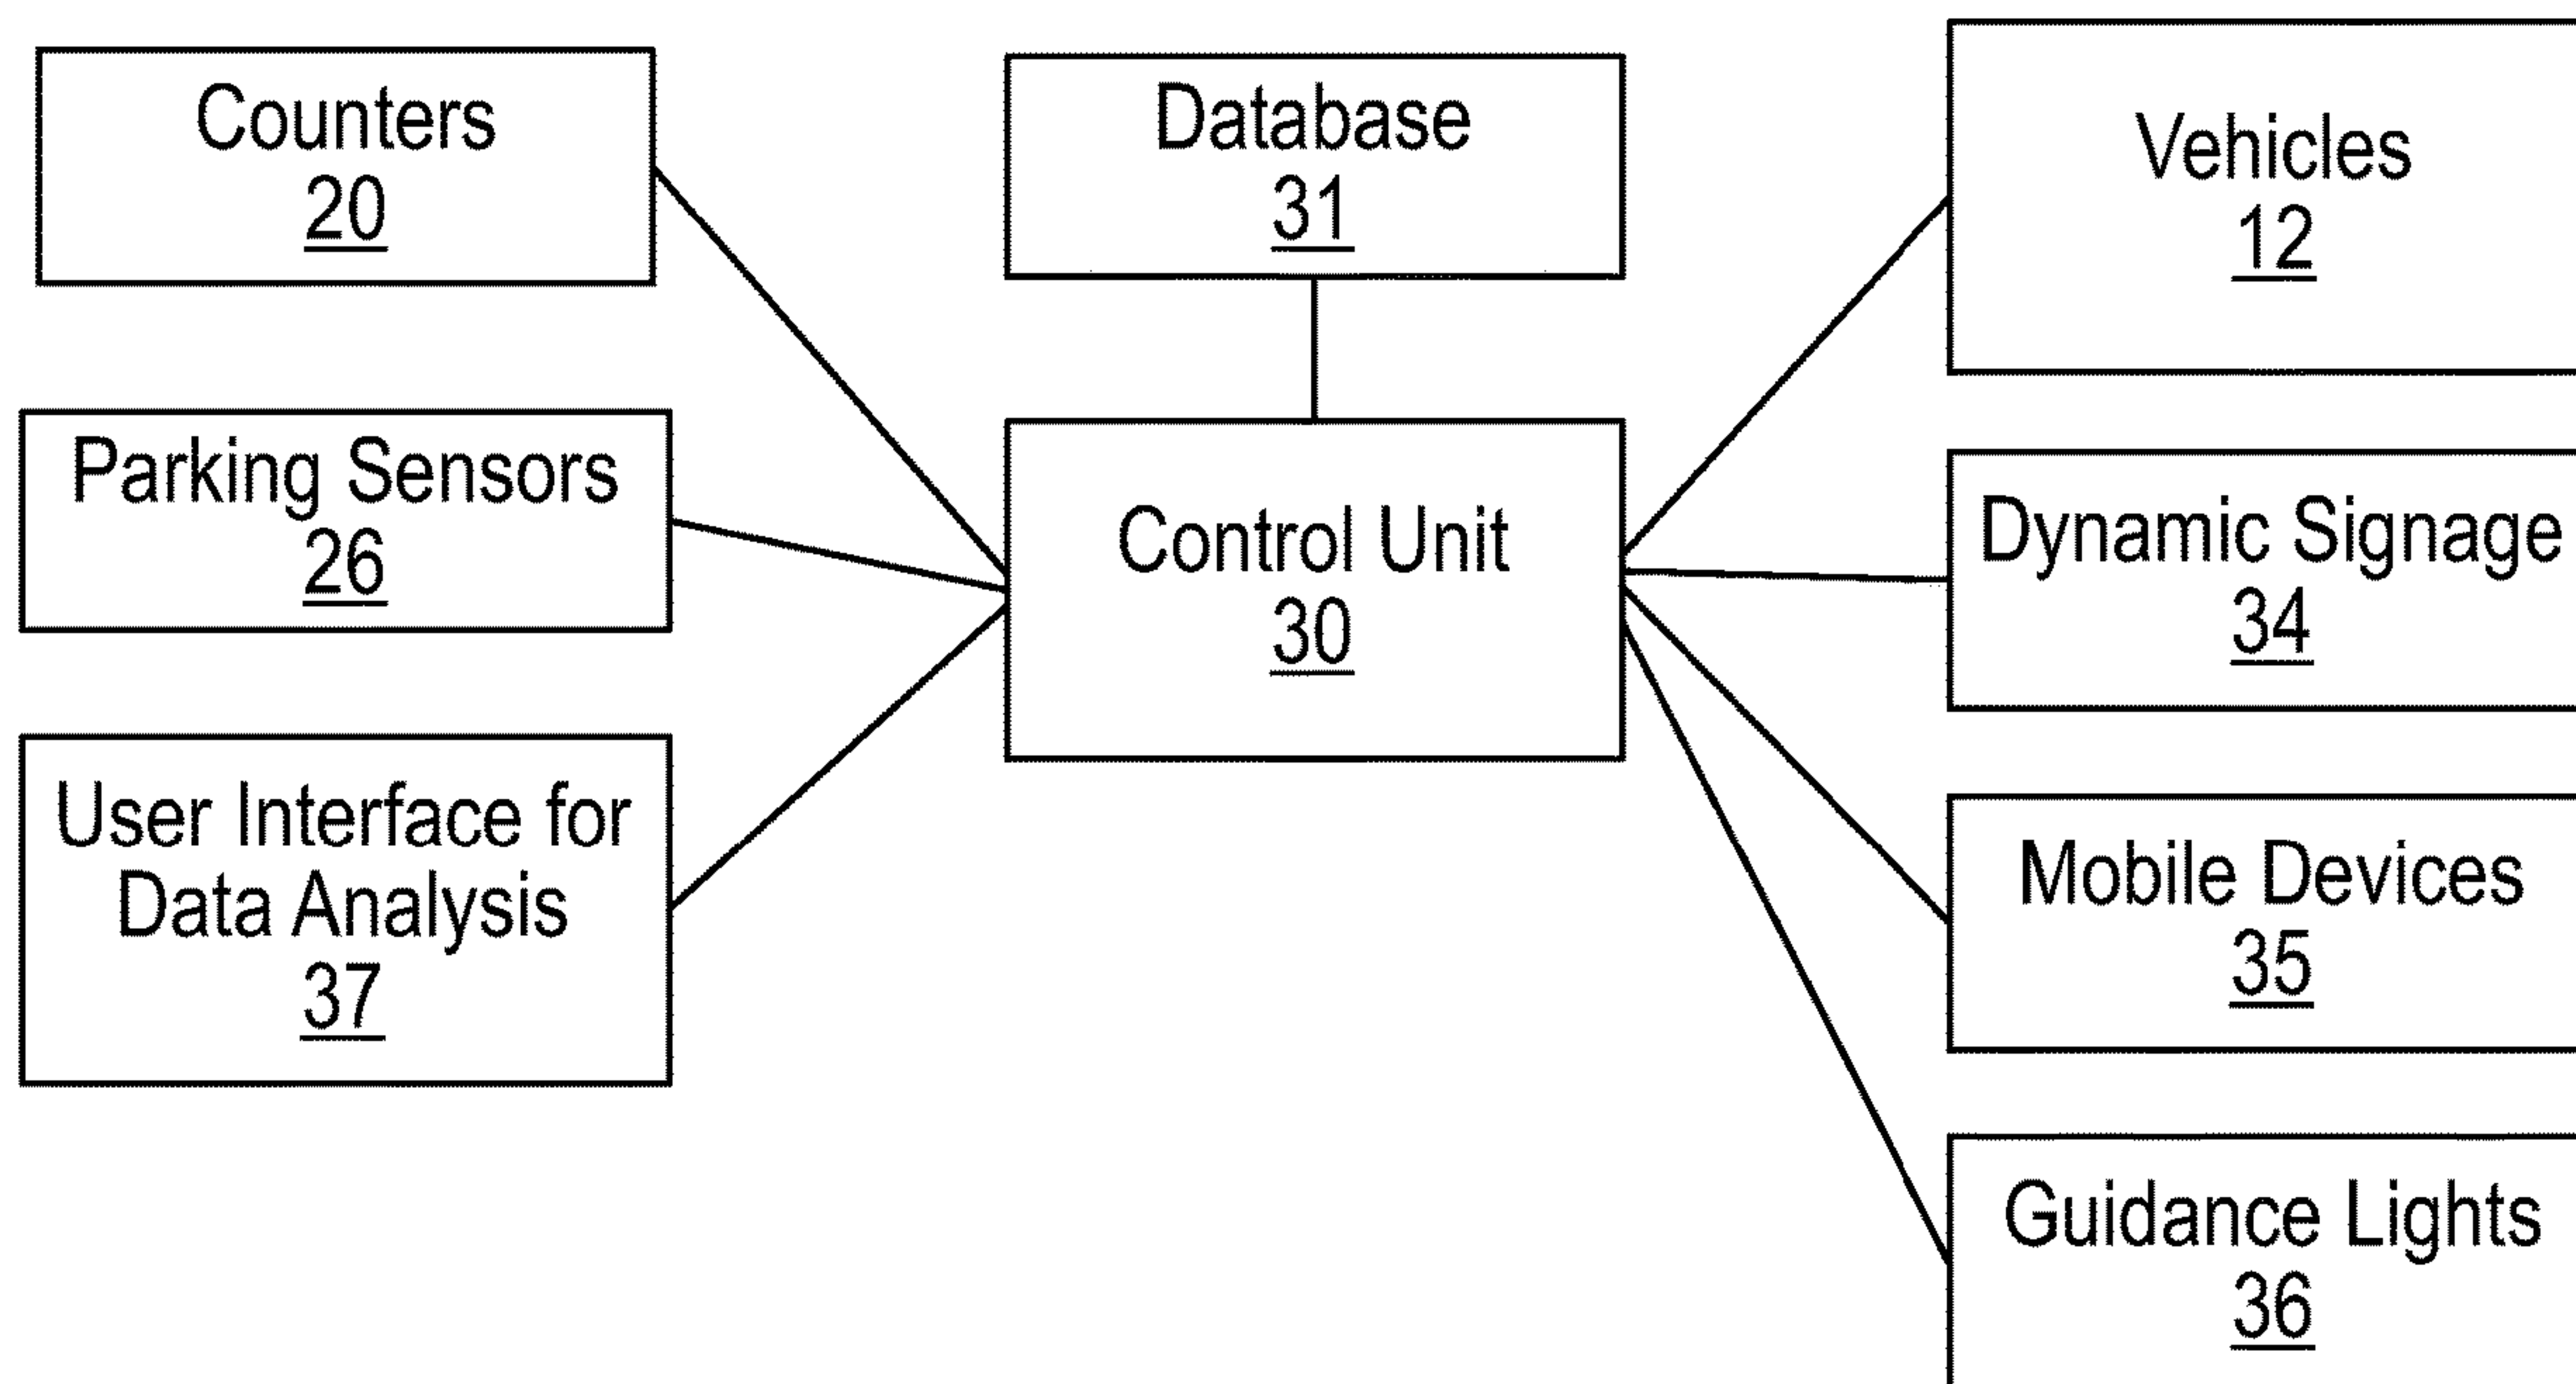 Counters
20
Database
31
Vehicles
12
Parking Sensors
26
Control Unit
30
Dynamic Signage
34
User Interface for
Data Analysis
37
Mobile Devices
35
Guidance Lights
36